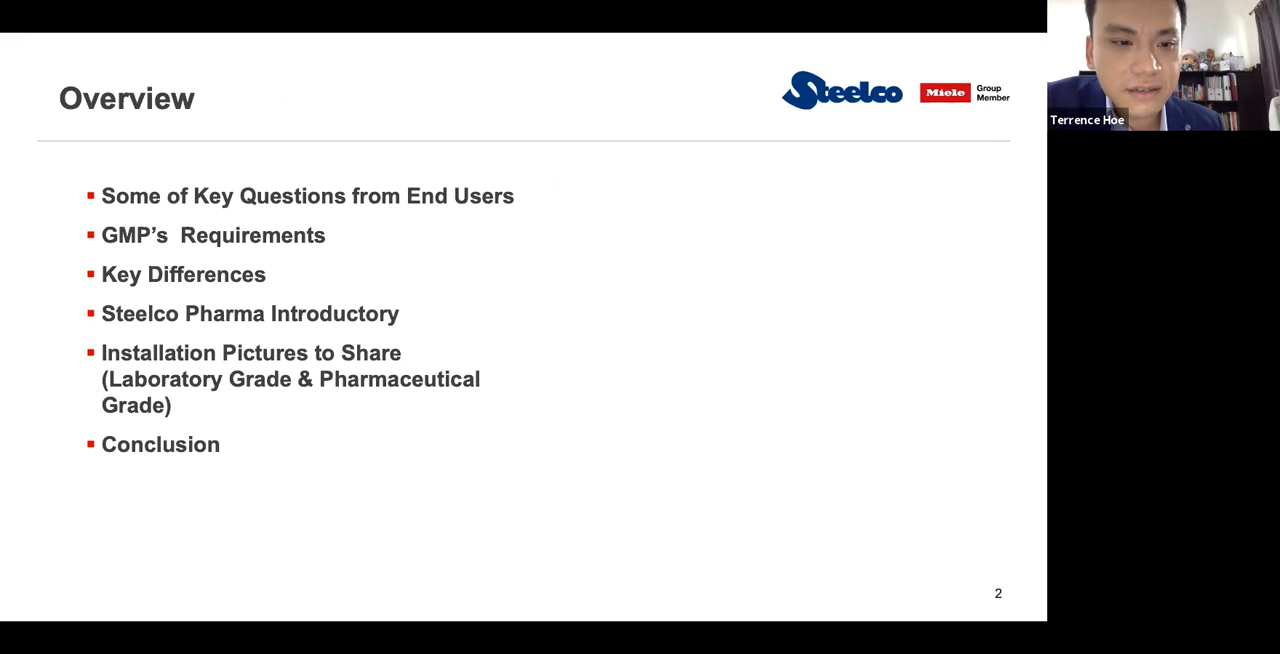 Overview
Steelco
Miele
Group
Member
Terrence Hoe
Some of Key Questions from End Users
GMP’s  Requirements
Key Differences
Steelco Pharma Introductory
Installation Pictures to Share
(Laboratory Grade & Pharmaceutical
Grade)
Conclusion
2